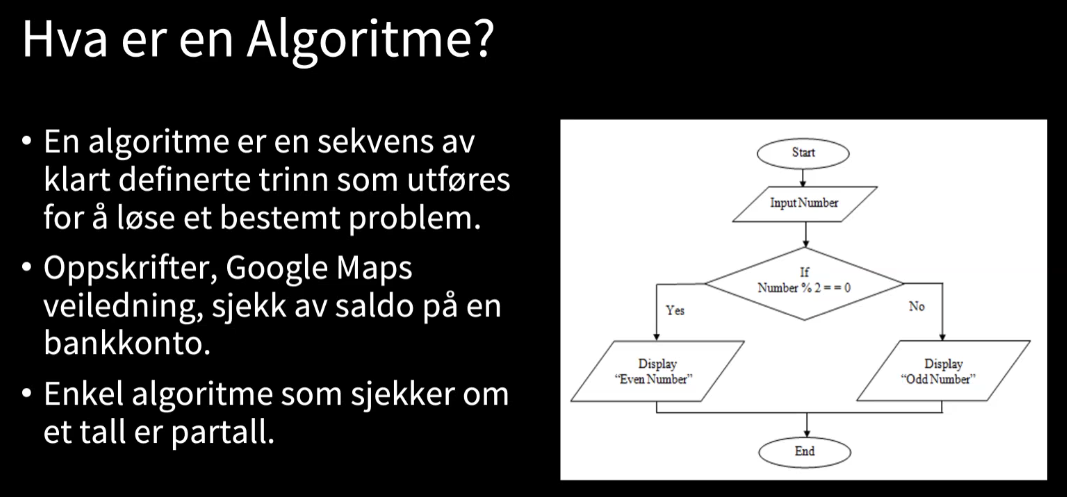 Hva er en Algoritme?
• En algoritme er en sekvens av
klart definerte trinn som utføres
for å løse et bestemt problem.
• Oppskrifter, Google Maps
veiledning, sjekk av saldo på en
bankkonto.
• Enkel algoritme som sjekker om
et tall er partall.
Start
Input Number
If
Number % 2 = = 0
Yes
No
Display
“Even Number”
Display
“Odd Number”
End